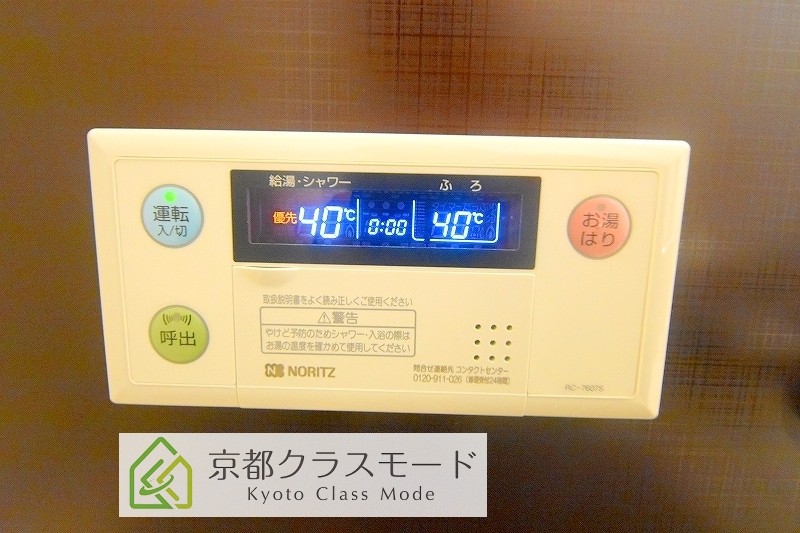 給湯・シャワー ふろ
優先 40℃ 0:00 40℃
運転
入/切
お湯
はり
呼出
取扱説明書をよく読み正しくご使用ください
⚠警告
やけど予防のためシャワー・入浴の際は
お湯の温度を確かめて使用してください
NORITZ
問合せ連絡先 コンタクトセンター
0120-911-026
RC-7607S
京都クラスモード
Kyoto Class Mode